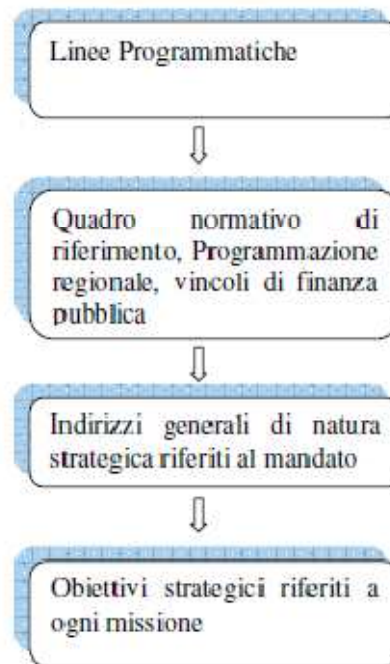 Linee Programmatiche
Quadro normativo di
riferimento, Programmazione
regionale, vincoli di finanza
pubblica
Indirizzi generali di natura
strategica riferiti al mandato
Obiettivi strategici riferiti a
ogni missione